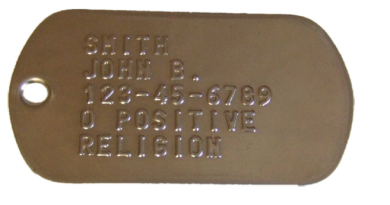 SMITH
JOHN B.
123-45-6789
O POSITIVE
RELIGION